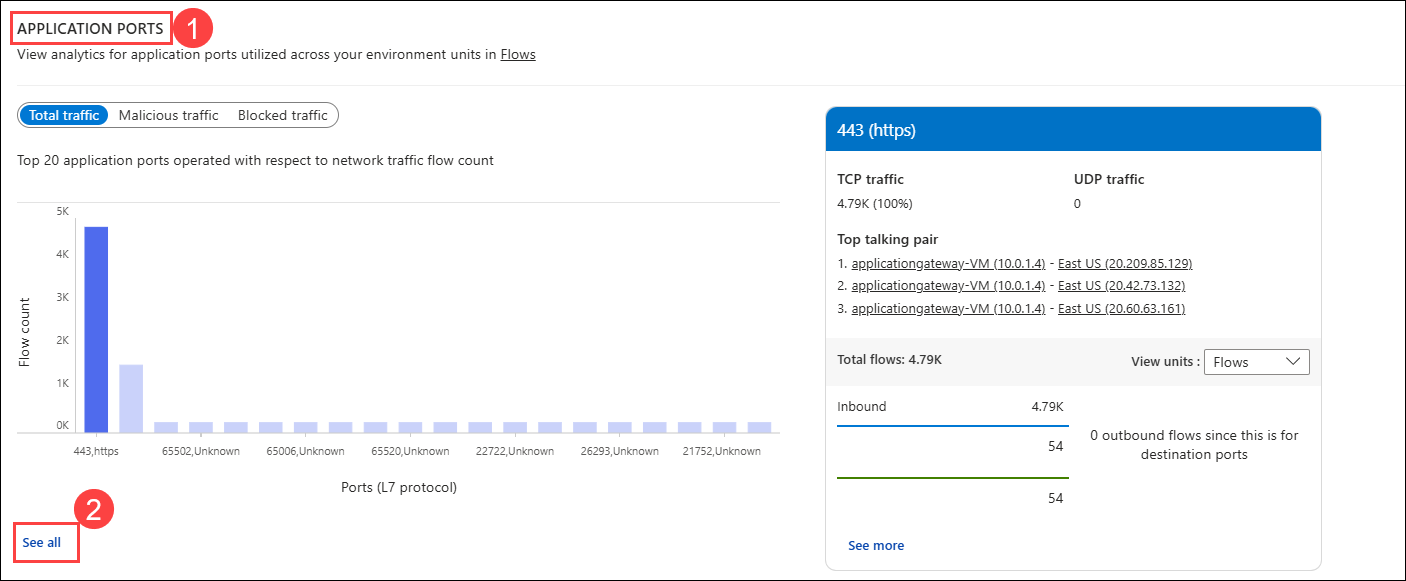 APPLICATION PORTS
1
View analytics for application ports utilized across your environment units in Flows
Total traffic Malicious traffic Blocked traffic
Top 20 application ports operated with respect to network traffic flow count
5K
4K
3K
2K
1K
0K
Flow count
443,https 65502,Unknown 65006,Unknown 65520,Unknown 22722,Unknown 26293,Unknown 21752,Unknown
Ports (L7 protocol)
2
See all
443 (https)
TCP traffic UDP traffic
4.79K (100%) 0
Top talking pair
1. applicationgateway-VM (10.0.1.4) - East US (20.209.85.129)
2. applicationgateway-VM (10.0.1.4) - East US (20.42.73.132)
3. applicationgateway-VM (10.0.1.4) - East US (20.60.63.161)
Total flows: 4.79K View units : Flows
Inbound 4.79K
54
54
0 outbound flows since this is for
destination ports
See more